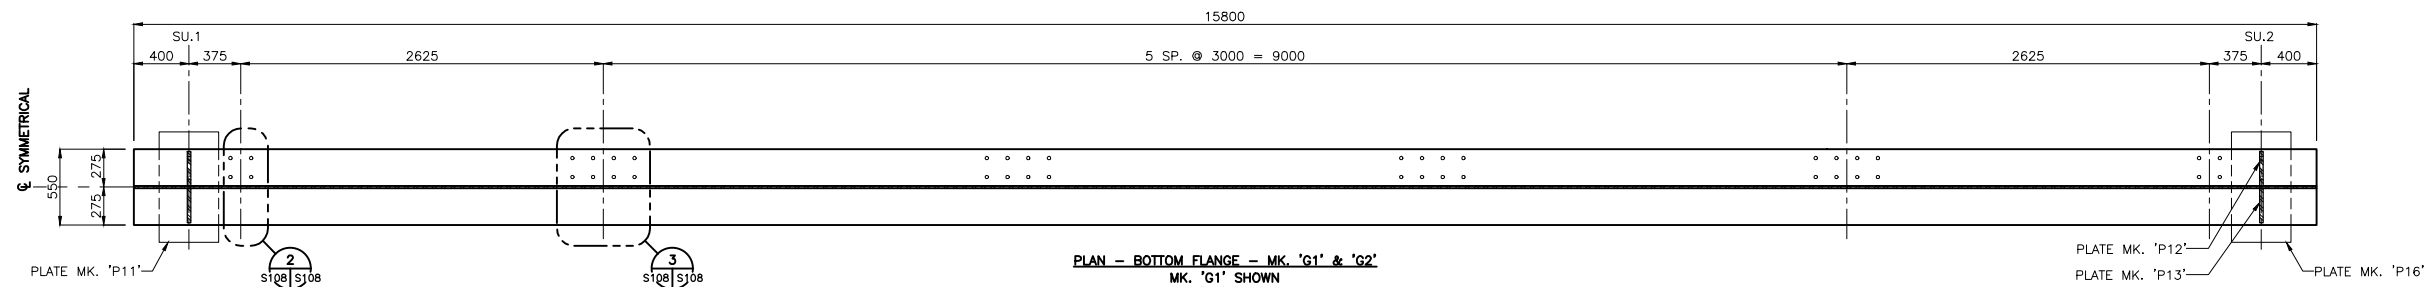 15800
SU.1
SU.2
400
375
2625
5 SP. @ 3000 = 9000
2625
375
400
℄ SYMMETRICAL
550
275
275
PLATE MK. 'P11'
2
S108
S108
3
S108
S108
PLAN – BOTTOM FLANGE – MK. 'G1' & 'G2'
MK. 'G1' SHOWN
PLATE MK. 'P12'
PLATE MK. 'P13'
PLATE MK. 'P16'